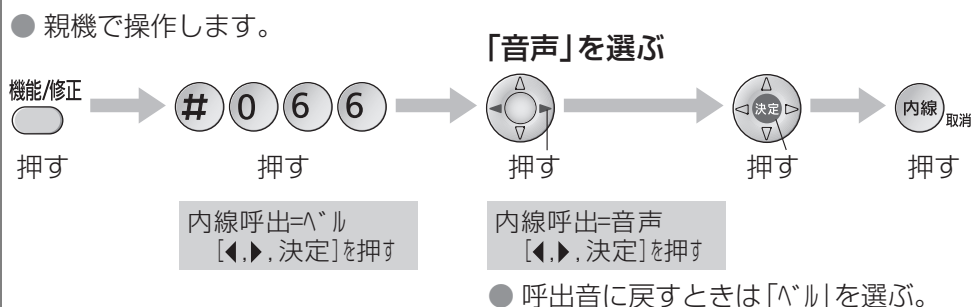 ● 親機で操作します。
「音声」を選ぶ
機能/修正
# 0 6 6
決定
内線 取消
押す 押す 押す 押す 押す
内線呼出=ﾍﾞﾙ
[◀,▶,決定]を押す
内線呼出=音声
[◀,▶,決定]を押す
● 呼出音に戻すときは「ﾍﾞﾙ」を選ぶ。